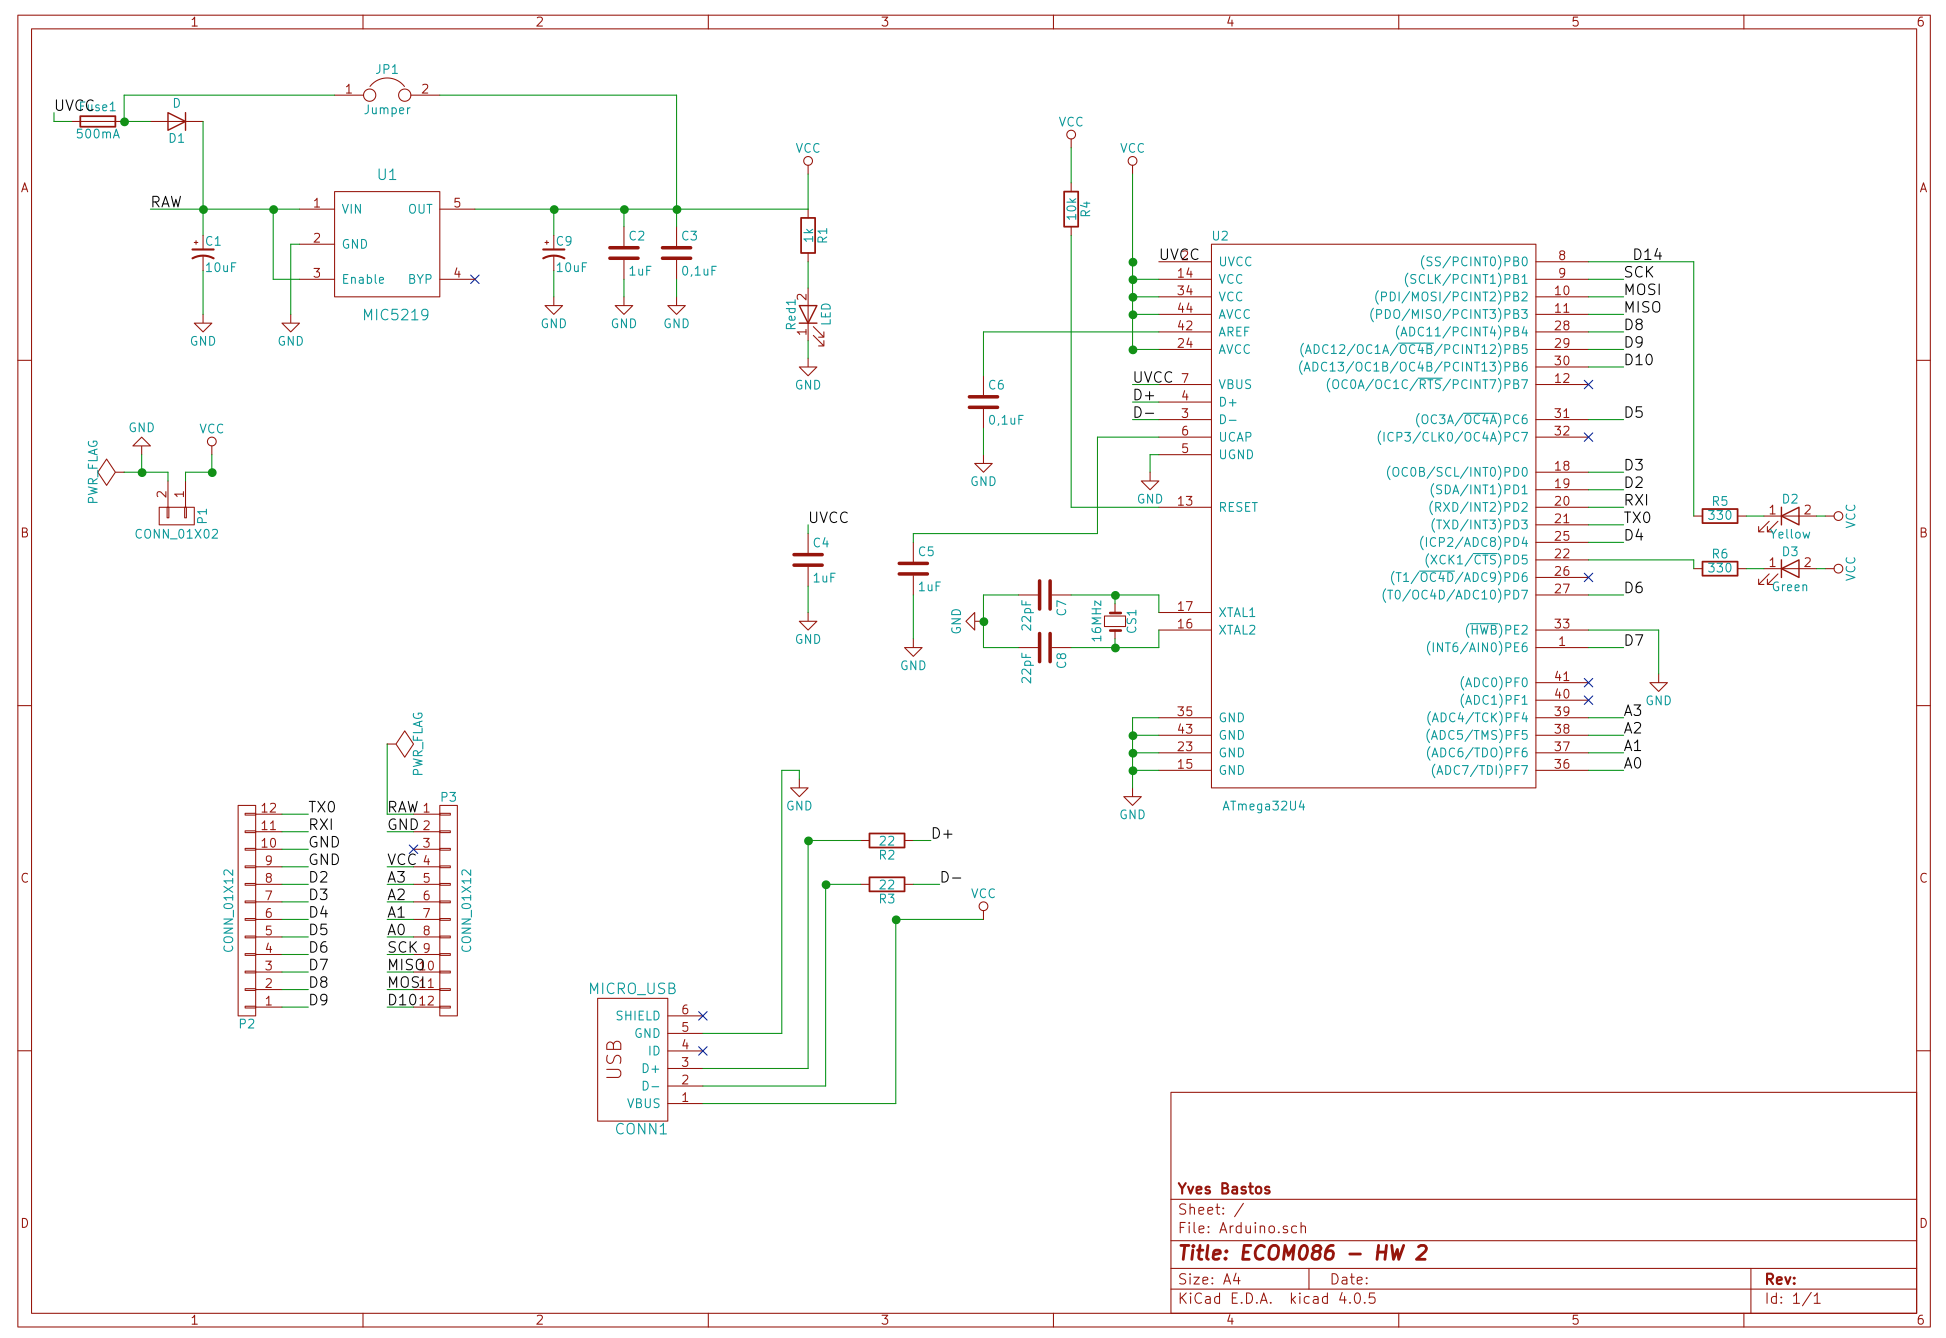 1 2 3 4 5 6
A
B
C
D
A
B
C
D
1 2 3 4 5 6
JP1
1 2
Jumper
UVCC
Fuse1
500mA
D
D1
RAW
U1
1 VIN OUT 5
2 GND
3 Enable BYP 4
MIC5219
C1
10uF
GND
GND
C9
10uF
GND
C2
1uF
GND
C3
0,1uF
GND
VCC
1k
R1
Red1
2
1
LED
GND
PWR_FLAG
GND
VCC
2 1
P1
CONN_01X02
VCC
10k
R4
VCC
U2
UVCC 2 UVCC
14 VCC
34 VCC
44 AVCC
42 AREF
24 AVCC
UVCC 7 VBUS
D+ 4 D+
D- 3 D-
6 UCAP
5 UGND
GND
13 RESET
17 XTAL1
16 XTAL2
35 GND
43 GND
23 GND
15 GND
GND
(SS/PCINT0)PB0 8 D14
(SCLK/PCINT1)PB1 9 SCK
(PDI/MOSI/PCINT2)PB2 10 MOSI
(PDO/MISO/PCINT3)PB3 11 MISO
(ADC11/PCINT4)PB4 28 D8
(ADC12/OC1A/OC4B/PCINT12)PB5 29 D9
(ADC13/OC1B/OC4B/PCINT13)PB6 30 D10
(OC0A/OC1C/RTS/PCINT7)PB7 12
(OC3A/OC4A)PC6 31 D5
(ICP3/CLK0/OC4A)PC7 32
(OC0B/SCL/INT0)PD0 18 D3
(SDA/INT1)PD1 19 D2
(RXD/INT2)PD2 20 RXI
(TXD/INT3)PD3 21 TX0
(ICP2/ADC8)PD4 25 D4
(XCK1/CTS)PD5 22
(T1/OC4D/ADC9)PD6 26
(T0/OC4D/ADC10)PD7 27 D6
(HWB)PE2 33
(INT6/AIN0)PE6 1 D7
(ADC0)PF0 41
(ADC1)PF1 40
(ADC4/TCK)PF4 39 A3
(ADC5/TMS)PF5 38 A2
(ADC6/TDO)PF6 37 A1
(ADC7/TDI)PF7 36 A0
GND
ATmega32U4
R5
330
D2
1 2
Yellow
VCC
R6
330
D3
1 2
Green
VCC
C6
0,1uF
GND
UVCC
C4
1uF
GND
C5
1uF
GND
GND
22pF
C7
22pF
C8
16MHz
CS1
PWR_FLAG
CONN_01X12
12 TX0
11 RXI
10 GND
9 GND
8 D2
7 D3
6 D4
5 D5
4 D6
3 D7
2 D8
1 D9
P2
P3
RAW 1
GND 2
3
VCC 4
A3 5
A2 6
A1 7
A0 8
SCK 9
MISO 10
MOSI 11
D10 12
CONN_01X12
GND
D+
22
R2
D-
22
R3
VCC
MICRO_USB
USB
SHIELD 6
GND 5
ID 4
D+ 3
D- 2
VBUS 1
CONN1
Yves Bastos
Sheet: /
File: Arduino.sch
Title: ECOM086 - HW 2
Size: A4 Date: Rev:
KiCad E.D.A. kicad 4.0.5 Id: 1/1